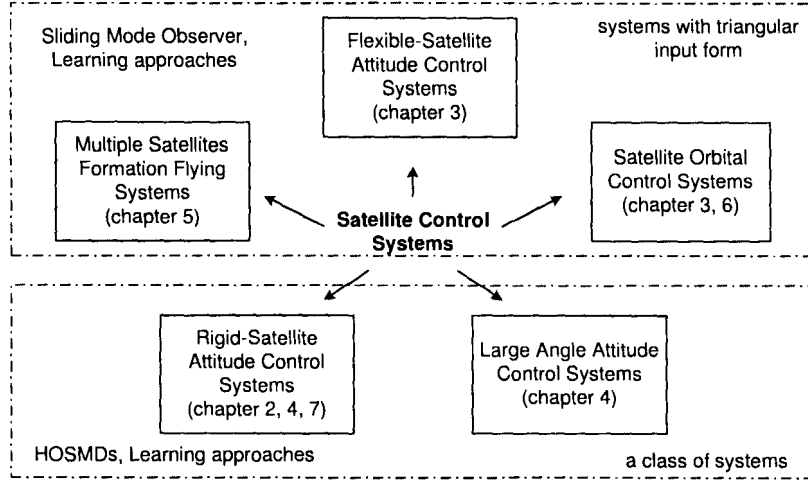 Sliding Mode Observer,
Learning approaches
Flexible-Satellite
Attitude Control
Systems
(chapter 3)
systems with triangular
input form
Multiple Satellites
Formation Flying
Systems
(chapter 5)
Satellite Orbital
Control Systems
(chapter 3, 6)
Satellite Control
Systems
Rigid-Satellite
Attitude Control
Systems
(chapter 2, 4, 7)
Large Angle Attitude
Control Systems
(chapter 4)
HOSMDs, Learning approaches
a class of systems